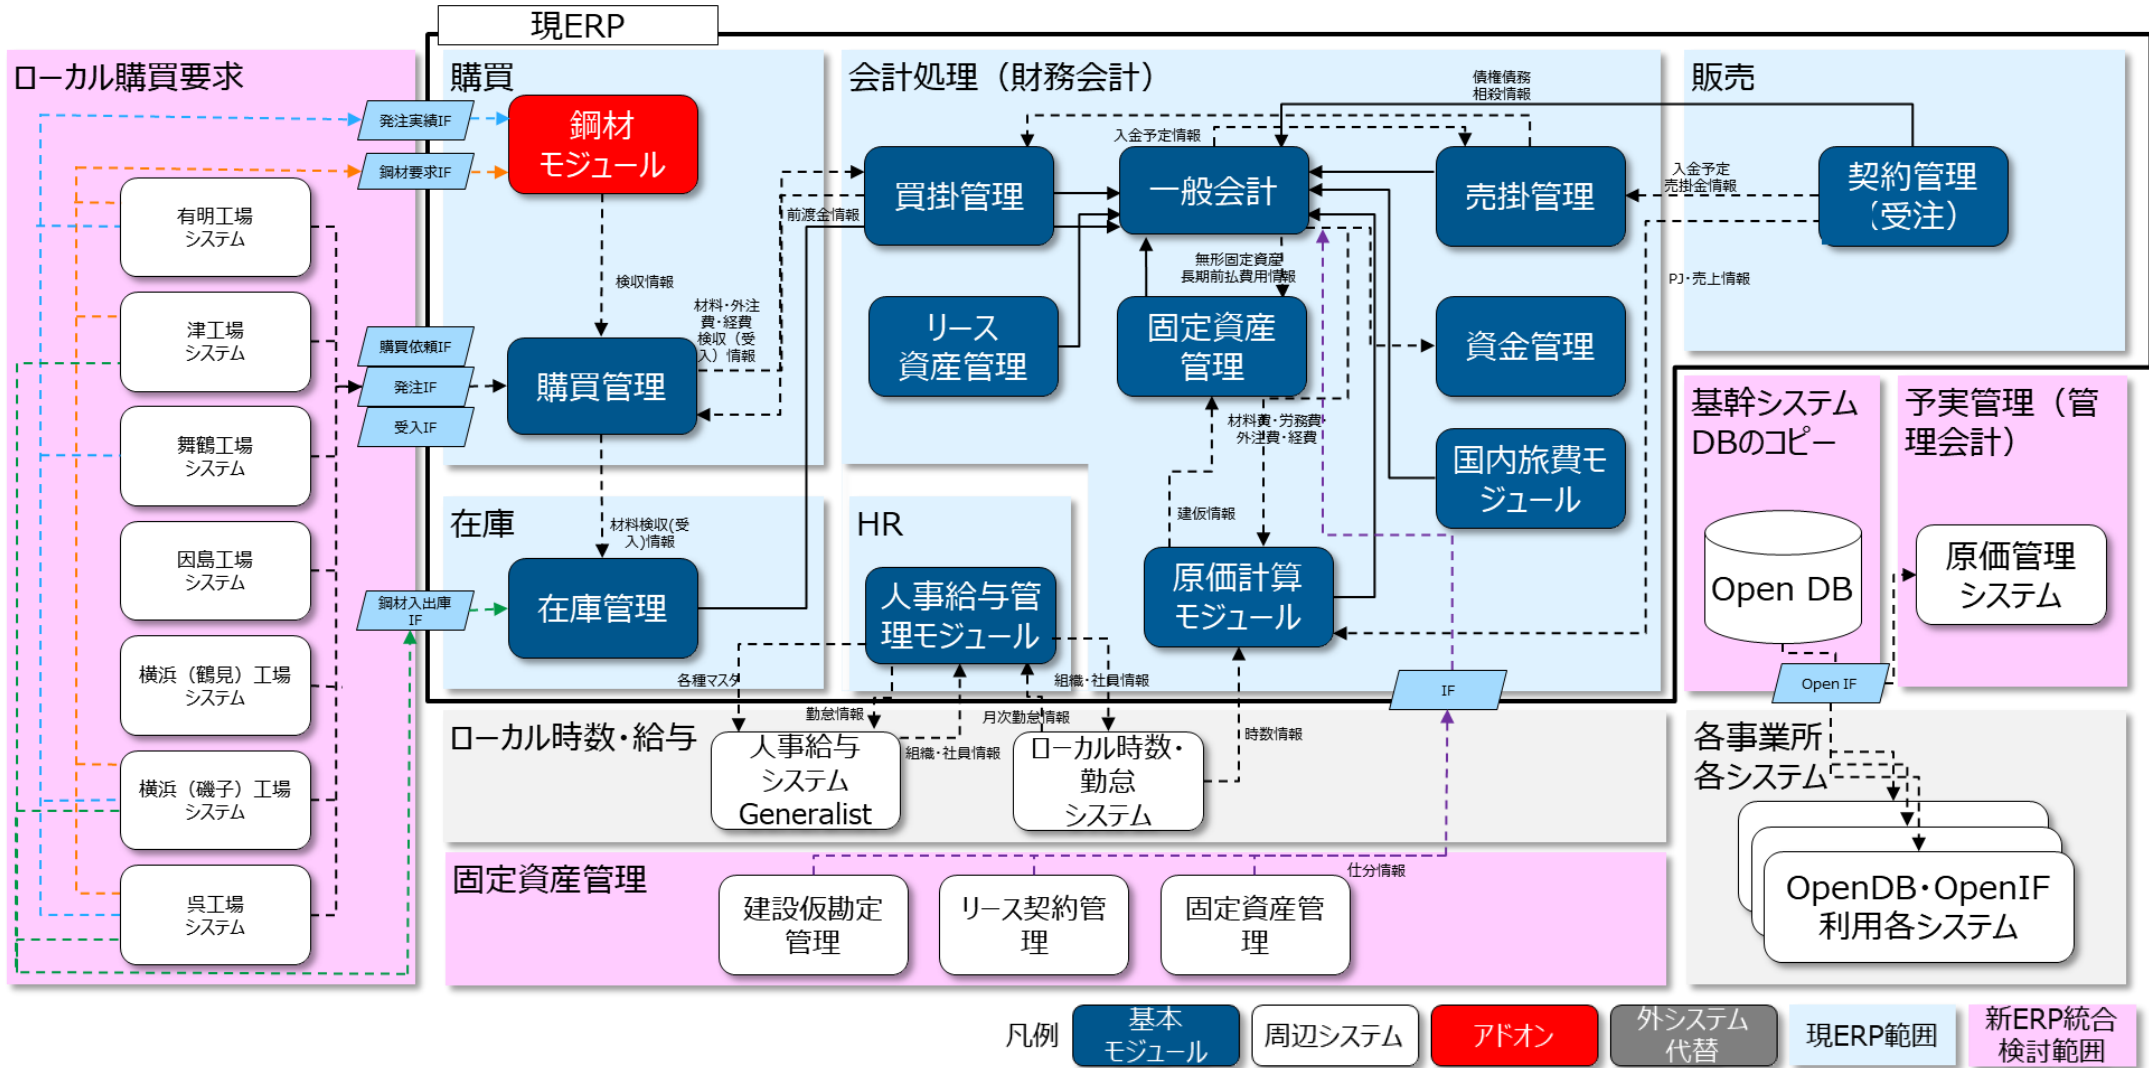 現ERP
ローカル購買要求
発注実績IF
鋼材要求IF
有明工場
システム
津工場
システム
舞鶴工場
システム
因島工場
システム
横浜（鶴見）工場
システム
横浜（磯子）工場
システム
呉工場
システム
購買依頼IF
発注IF
受入IF
鋼材入出庫
IF
購買
鋼材
モジュール
検収情報
購買管理
材料・外注
費・経費
検収（受
入）情報
前渡金情報
在庫
材料検収(受
入)情報
在庫管理
会計処理（財務会計）
債権債務
相殺情報
入金予定情報
買掛管理
一般会計
売掛管理
無形固定資産
長期前払費用情報
リース
資産管理
固定資産
管理
資金管理
材料費・労務費・
外注費・経費
国内旅費モ
ジュール
建仮情報
原価計算
モジュール
HR
人事給与管
理モジュール
販売
入金予定
売掛金情報
契約管理
（受注）
PJ・売上情報
基幹システム
DBのコピー
Open DB
Open IF
予実管理（管
理会計）
原価管理
システム
各種マスタ
勤怠情報
組織・社員情報
月次勤怠情報
組織・社員情報
時数情報
IF
ローカル時数・給与
人事給与
システム
Generalist
ローカル時数・
勤怠
システム
固定資産管理
仕分情報
建設仮勘定
管理
リース契約管
理
固定資産管
理
各事業所
各システム
OpenDB・OpenIF
利用各システム
凡例
基本
モジュール
周辺システム
アドオン
外システム
代替
現ERP範囲
新ERP統合
検討範囲